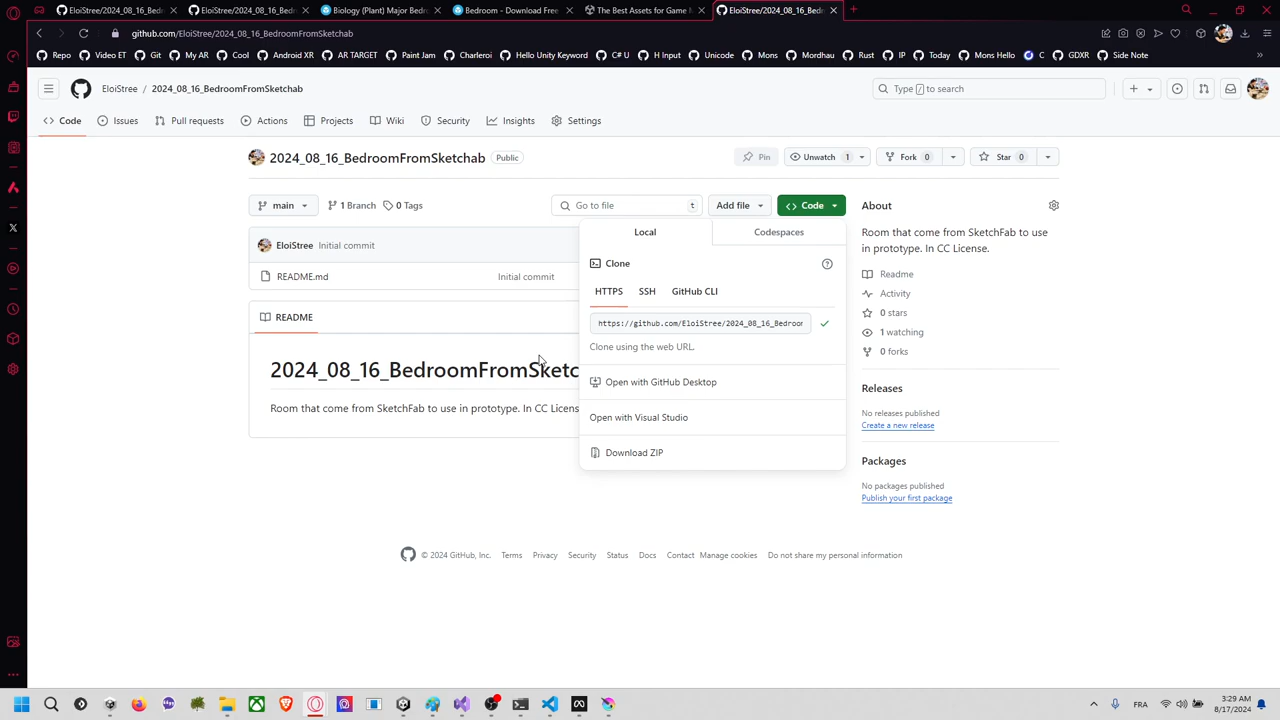 EloiStree/2024_08_16_Bed
EloiStree/2024_08_16_Bed
Biology (Plant) Major Bedr
Bedroom - Download Free
The Best Assets for Game M
EloiStree/2024_08_16_Bed
github.com/EloiStree/2024_08_16_BedroomFromSketchab
Repo
Video ET
Git
My AR
Cool
Android XR
AR TARGET
Paint Jam
Charleroi
Hello Unity Keyword
C# U
H Input
Unicode
Mons
Mordhau
Rust
IP
Today
Mons Hello
C
GDXR
Side Note
EloiStree / 2024_08_16_BedroomFromSketchab
Type / to search
Code
Issues
Pull requests
Actions
Projects
Wiki
Security
Insights
Settings
2024_08_16_BedroomFromSketchab Public
Pin
Unwatch 1
Fork 0
Star 0
main
1 Branch
0 Tags
Go to file t
Add file
Code
About
Local
Codespaces
Room that come from SketchFab to use
in prototype. In CC License.
EloiStree Initial commit
Clone
README.md Initial commit
Readme
HTTPS
SSH
GitHub CLI
Activity
0 stars
README
https://github.com/EloiStree/2024_08_16_Bedroom
1 watching
Clone using the web URL.
0 forks
2024_08_16_BedroomFromSketc
Open with GitHub Desktop
Releases
Room that come from SketchFab to use in prototype. In CC Licens
Open with Visual Studio
No releases published
Create a new release
Download ZIP
Packages
No packages published
Publish your first package
© 2024 GitHub, Inc.
Terms
Privacy
Security
Status
Docs
Contact
Manage cookies
Do not share my personal information
FRA
3:29 AM
8/17/2024